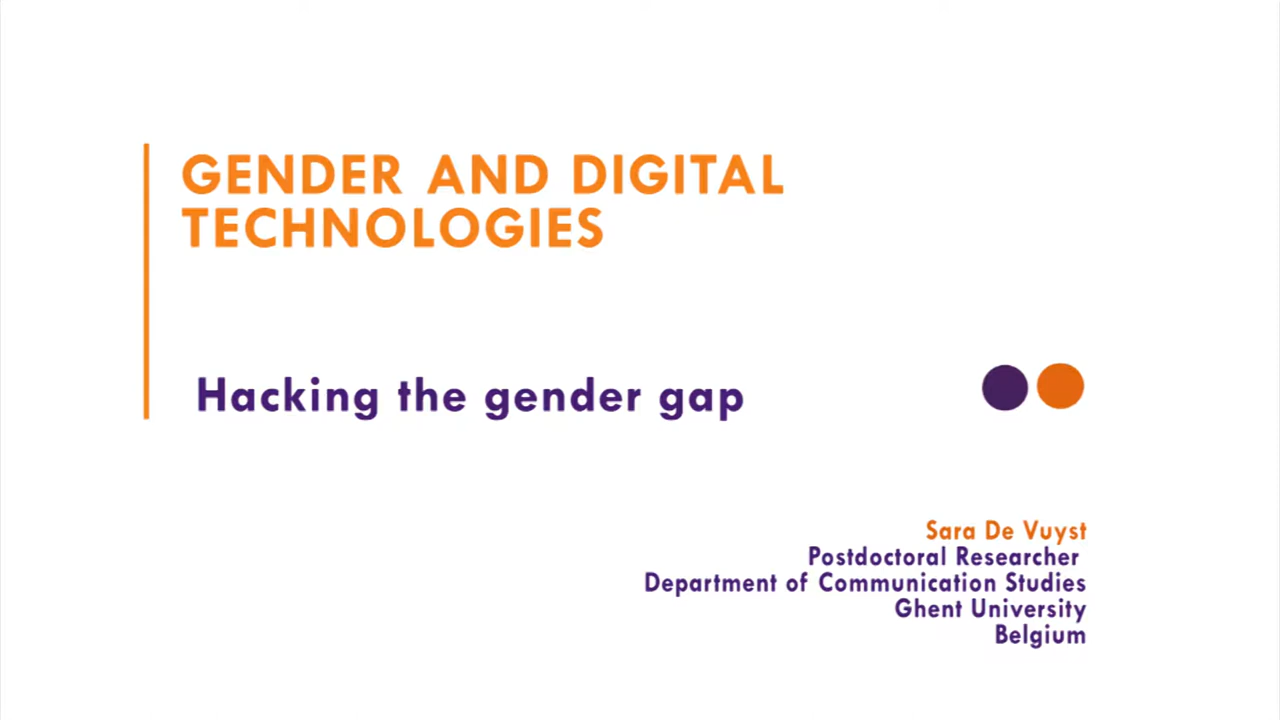 GENDER AND DIGITAL
TECHNOLOGIES
Hacking the gender gap
Sara De Vuyst
Postdoctoral Researcher
Department of Communication Studies
Ghent University
Belgium